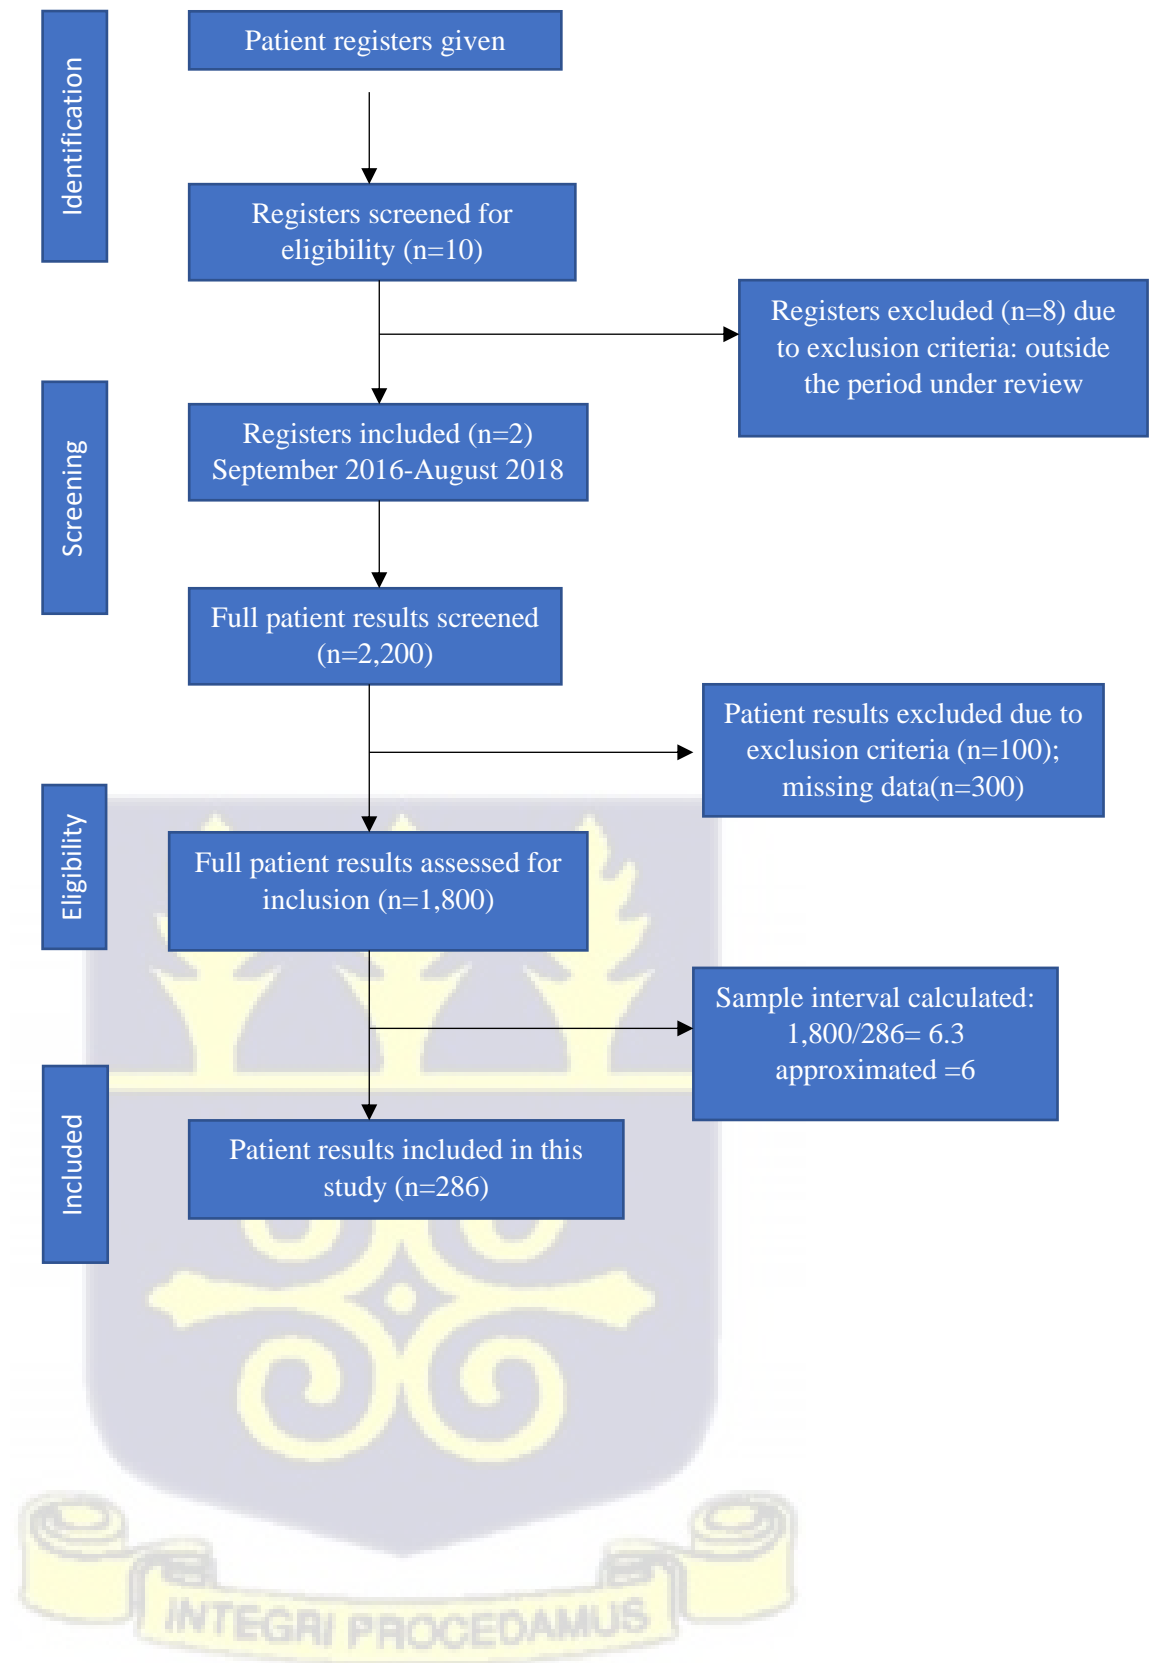 Identification
Patient registers given
Registers screened for
eligibility (n=10)
Registers excluded (n=8) due
to exclusion criteria: outside
the period under review
Screening
Registers included (n=2)
September 2016-August 2018
Full patient results screened
(n=2,200)
Patient results excluded due to
exclusion criteria (n=100);
missing data(n=300)
Eligibility
Full patient results assessed for
inclusion (n=1,800)
Sample interval calculated:
1,800/286= 6.3
approximated =6
Included
Patient results included in this
study (n=286)
INTEGRI PROCEDAMUS